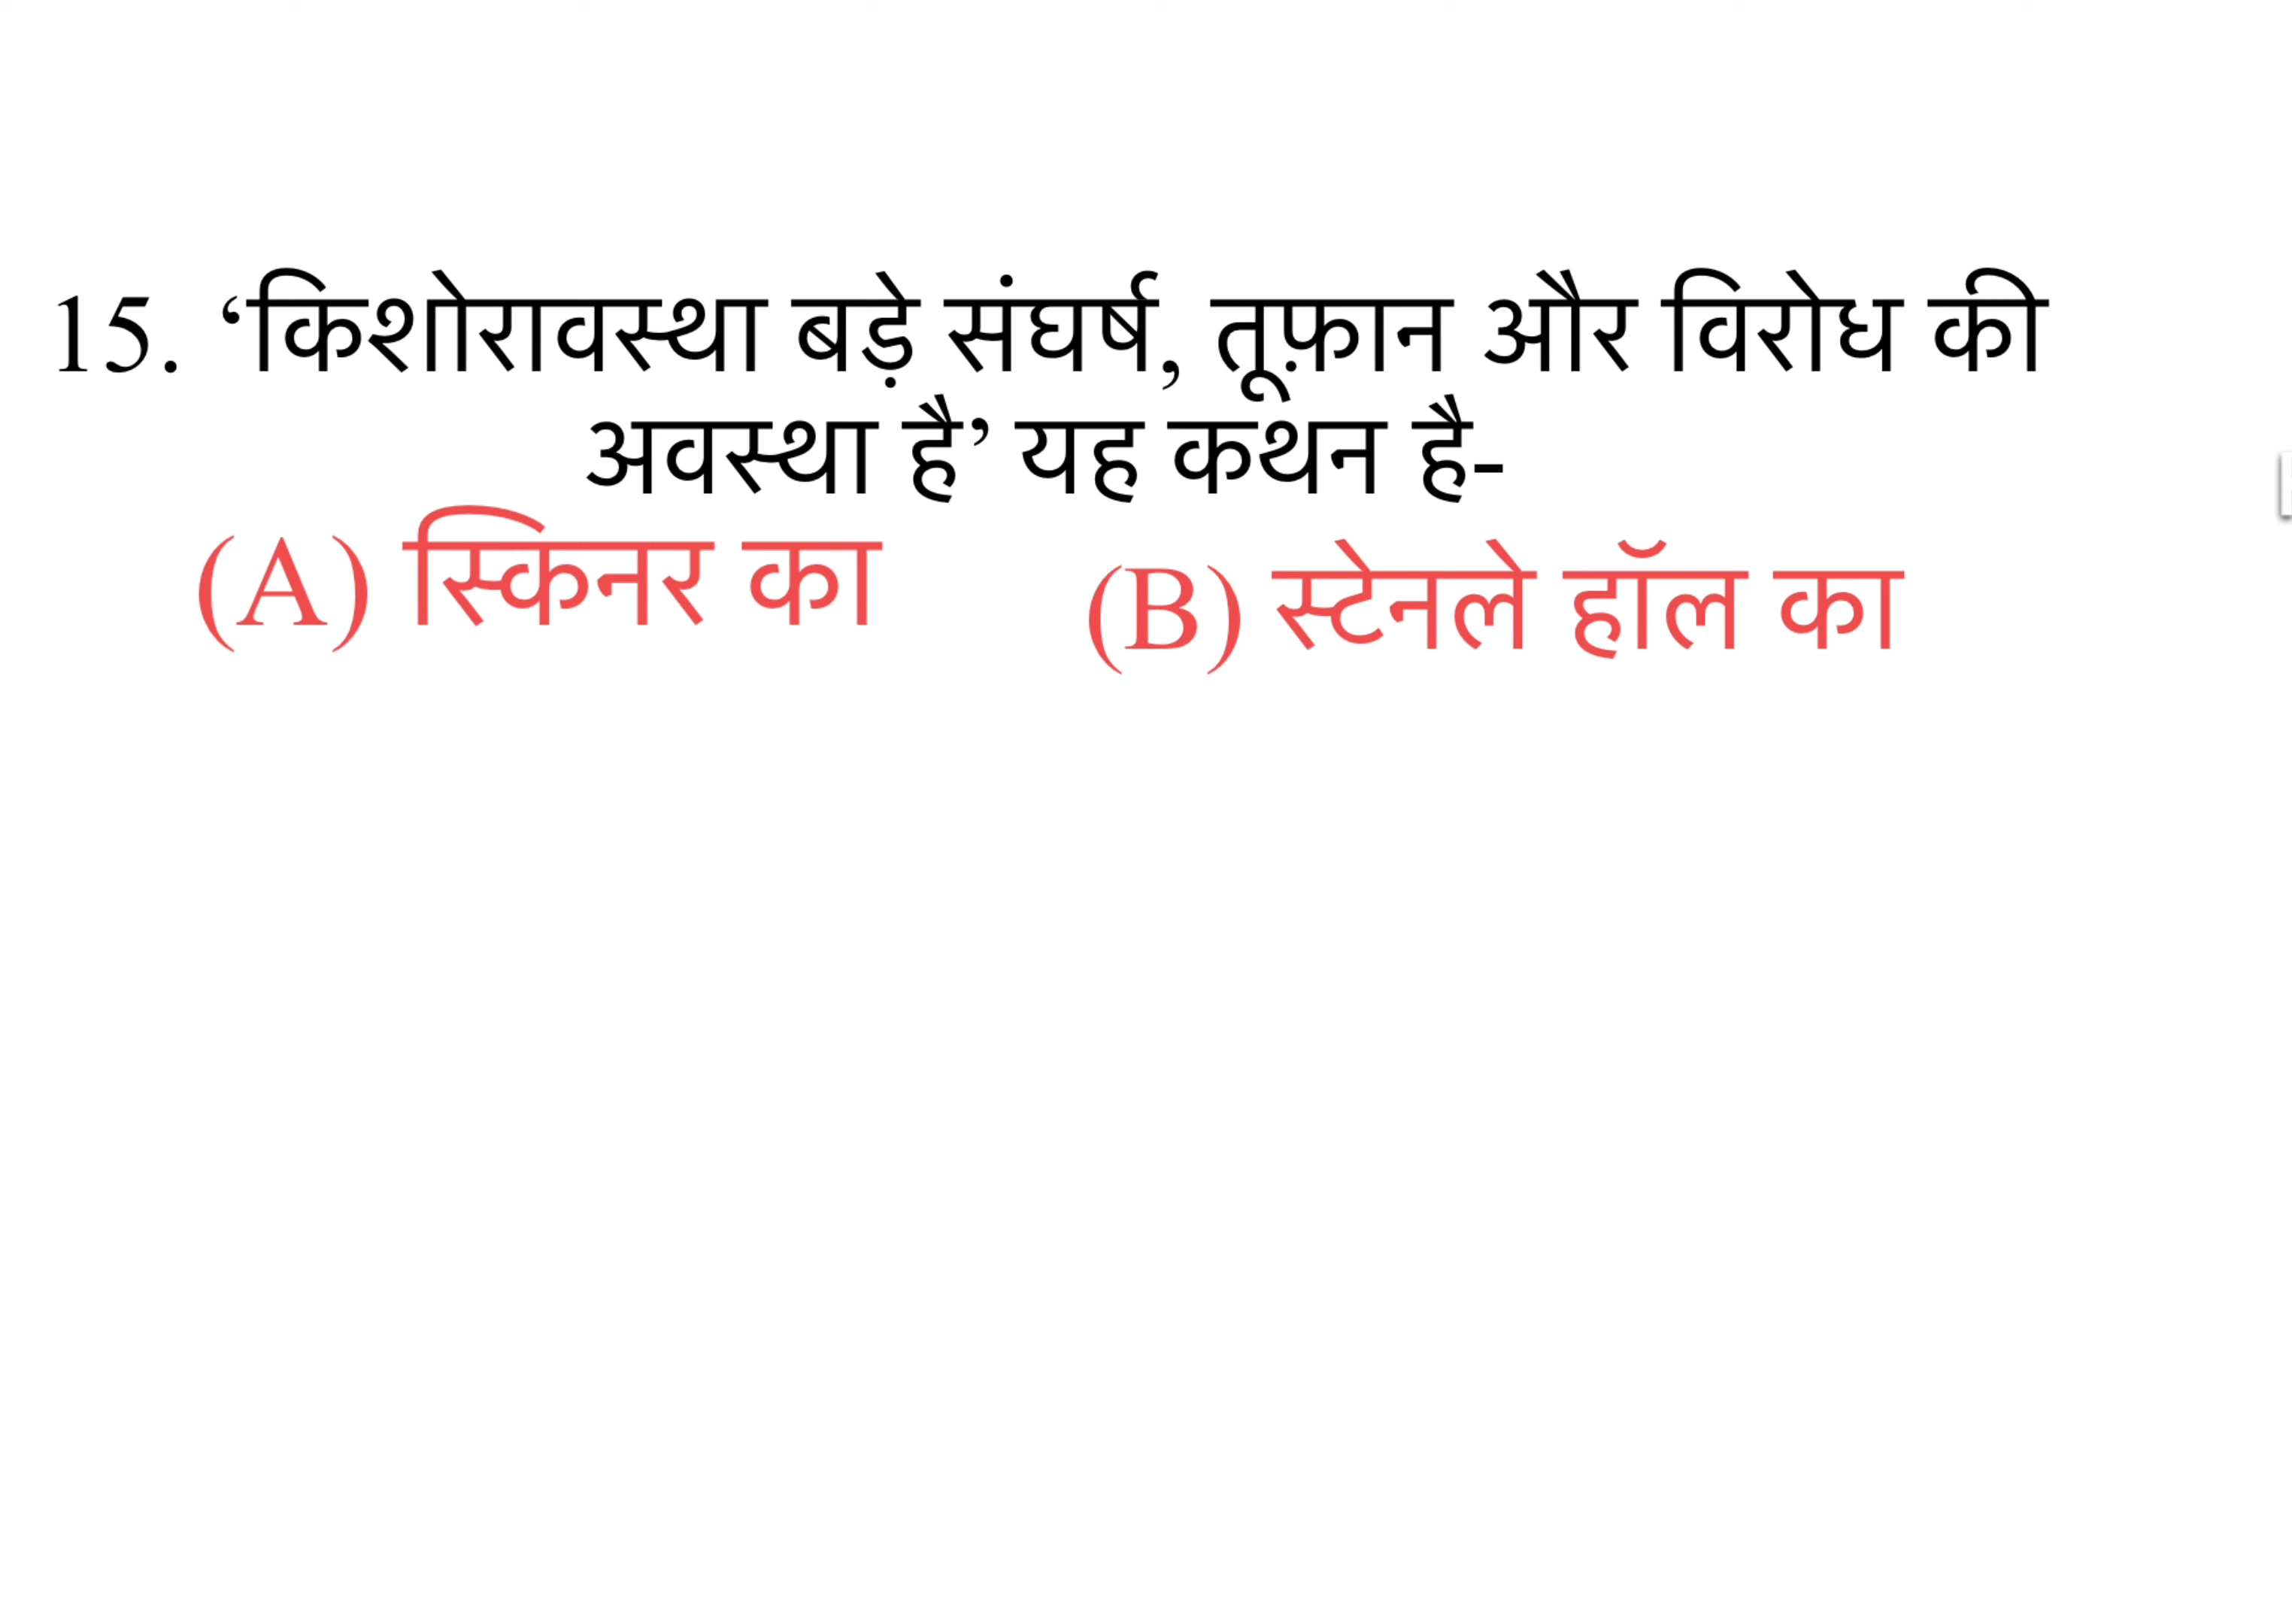 15. ‘किशोरावस्था बड़े संघर्ष, तूफ़ान और विरोध की
अवस्था है’ यह कथन है-
(A) स्किनर का
(B) स्टेनले हॉल का